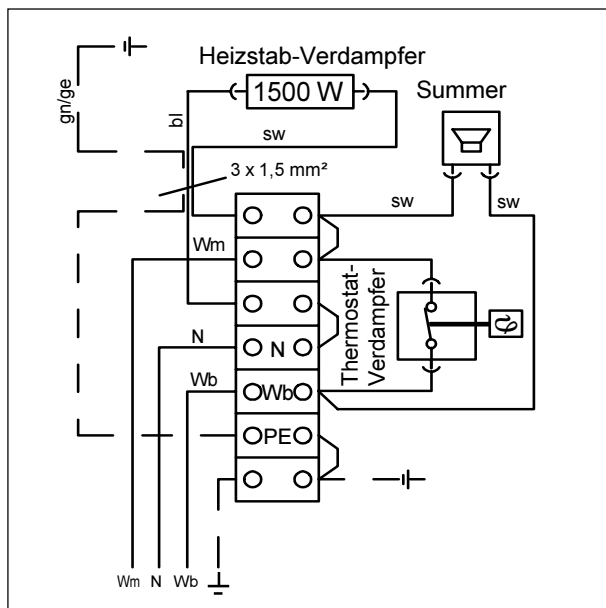 Heizstab-Verdampfer
1500 W
Summer
gn/ge
bl
sw
3 x 1,5 mm²
sw
sw
Wm
Thermostat-
Verdampfer
ϑ
N
N
Wb
Wb
PE
Wm
N
Wb